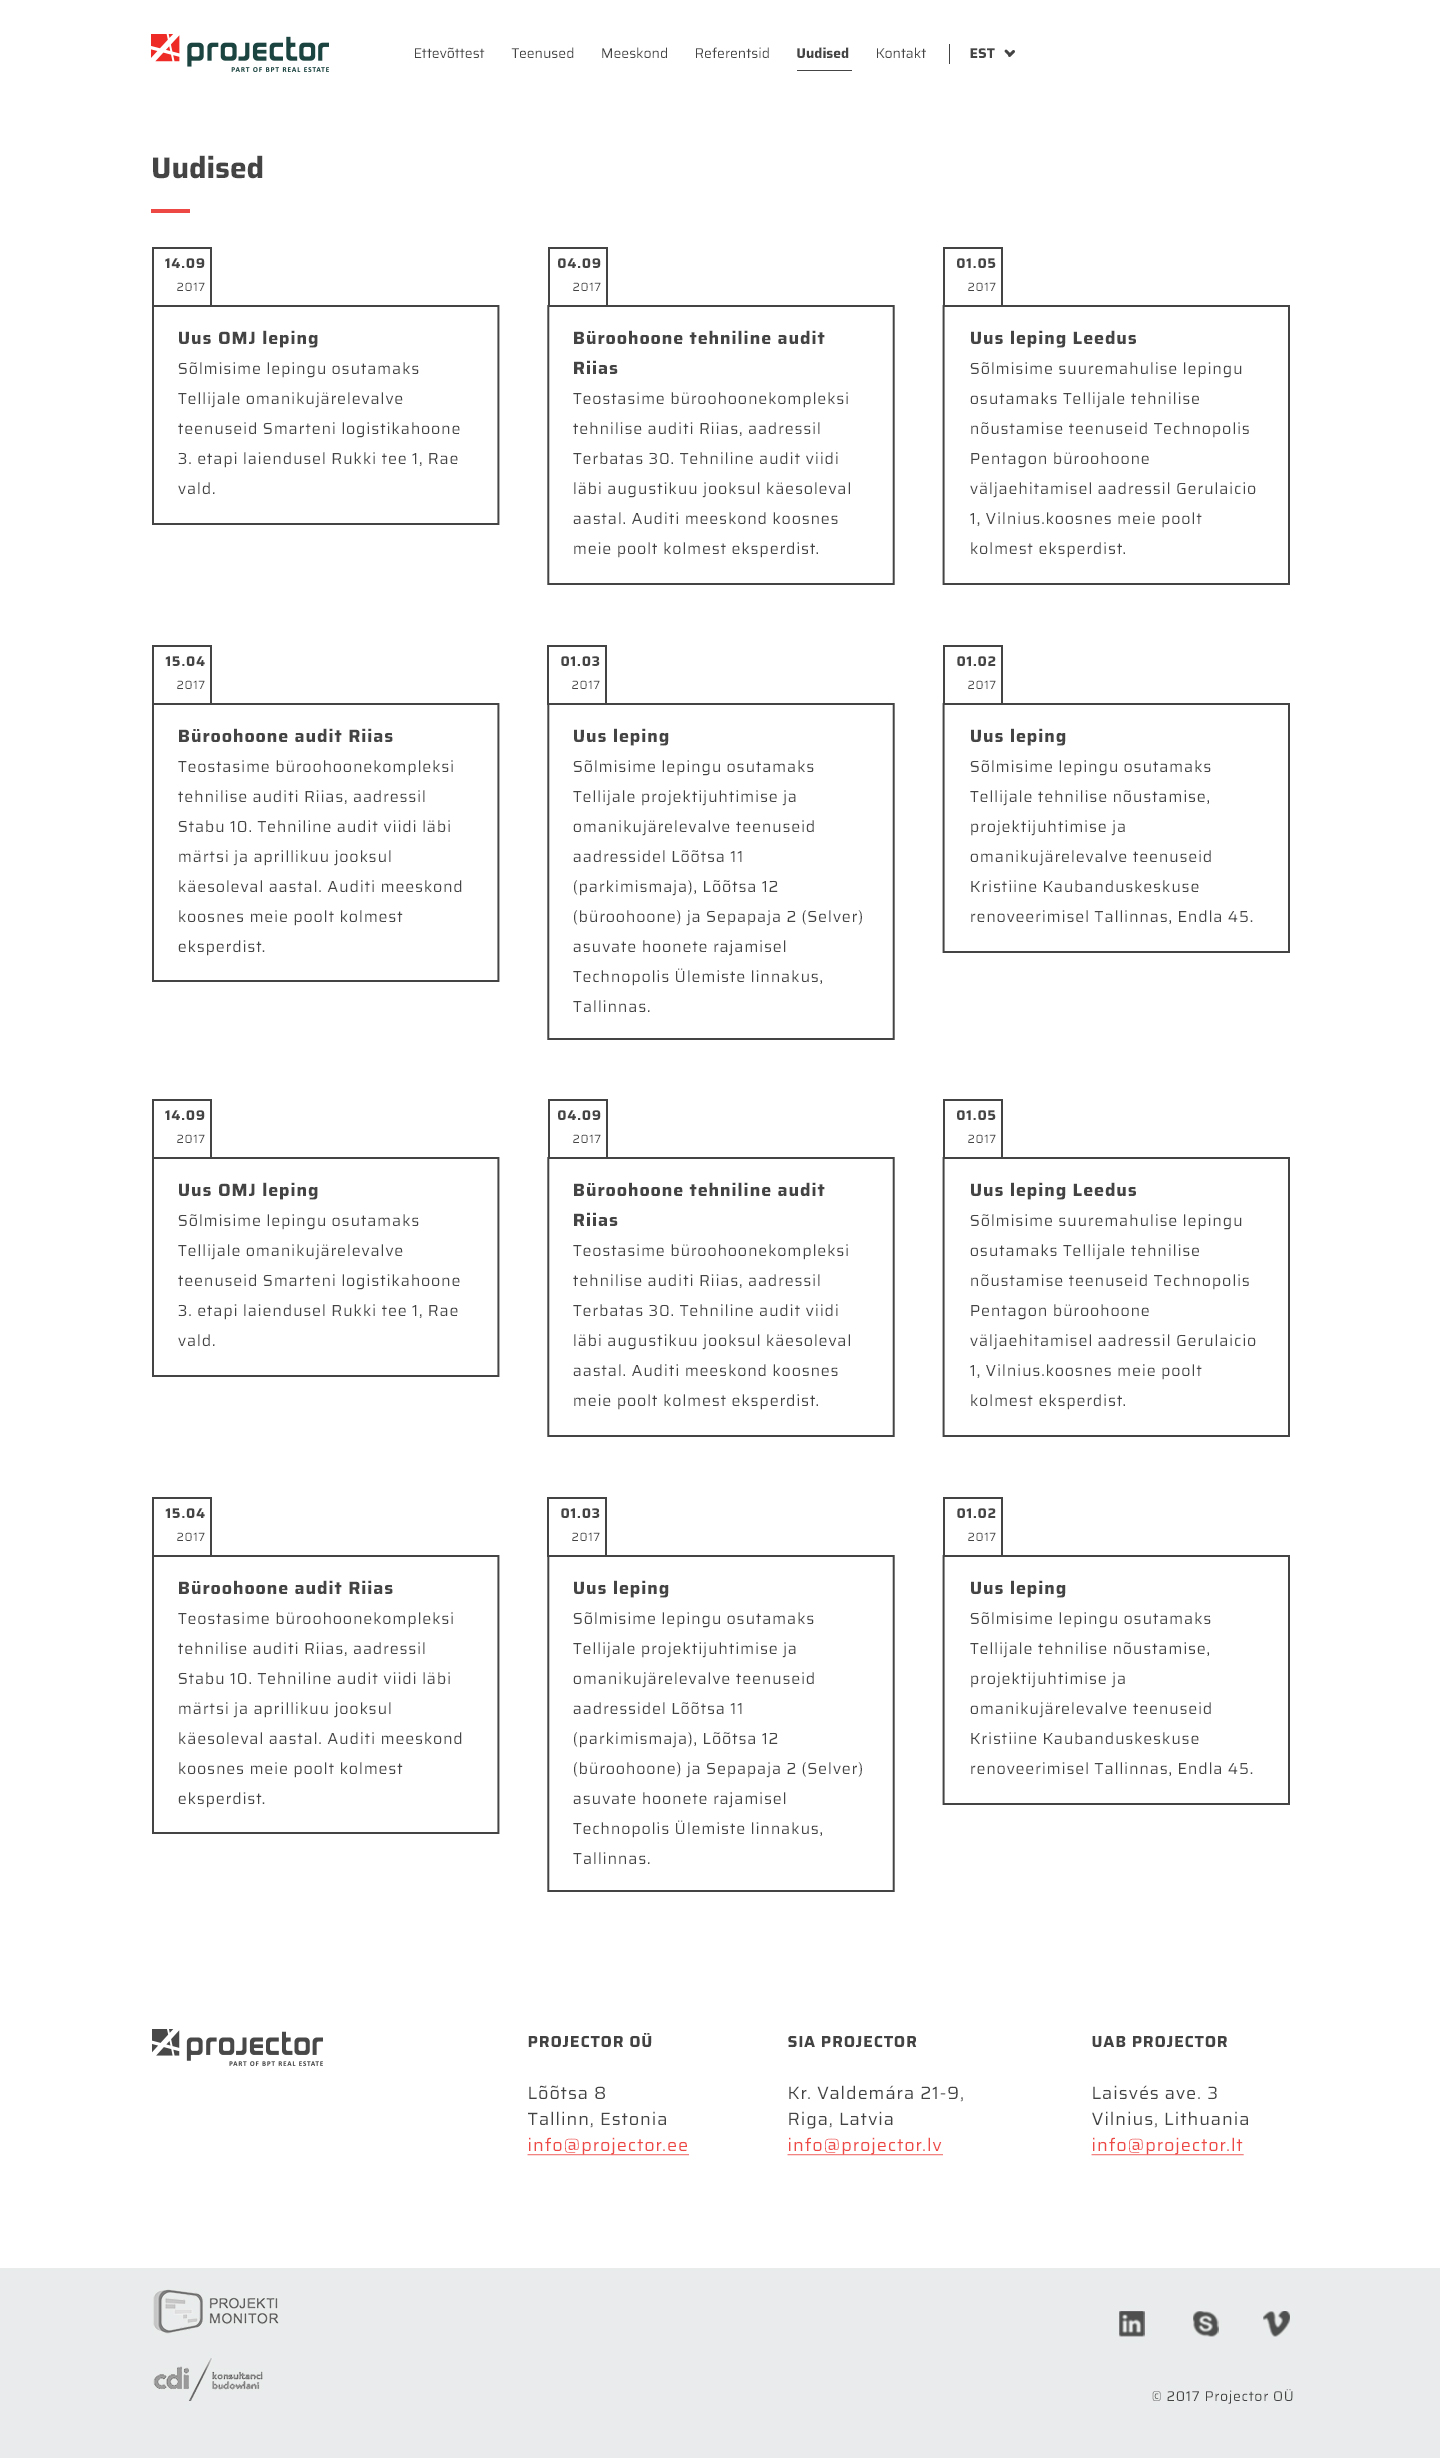 projector
PART OF BPT REAL ESTATE
Ettevõttest
Teenused
Meeskond
Referentsid
Uudised
Kontakt
EST
Uudised
14.09
2017
Uus OMJ leping
Sõlmisime lepingu osutamaks
Tellijale omanikujärelevalve
teenuseid Smarteni logistikahoone
3. etapi laiendusel Rukki tee 1, Rae
vald.
04.09
2017
Büroohoone tehniline audit
Riias
Teostasime büroohoonekompleksi
tehnilise auditi Riias, aadressil
Terbatas 30. Tehniline audit viidi
läbi augustikuu jooksul käesoleval
aastal. Auditi meeskond koosnes
meie poolt kolmest eksperdist.
01.05
2017
Uus leping Leedus
Sõlmisime suuremahulise lepingu
osutamaks Tellijale tehnilise
nõustamise teenuseid Technopolis
Pentagon büroohoone
väljaehitamisel aadressil Gerulaicio
1, Vilnius.koosnes meie poolt
kolmest eksperdist.
15.04
2017
Büroohoone audit Riias
Teostasime büroohoonekompleksi
tehnilise auditi Riias, aadressil
Stabu 10. Tehniline audit viidi läbi
märtsi ja aprillikuu jooksul
käesoleval aastal. Auditi meeskond
koosnes meie poolt kolmest
eksperdist.
01.03
2017
Uus leping
Sõlmisime lepingu osutamaks
Tellijale projektijuhtimise ja
omanikujärelevalve teenuseid
aadressidel Lõõtsa 11
(parkimismaja), Lõõtsa 12
(büroohoone) ja Sepapaja 2 (Selver)
asuvate hoonete rajamisel
Technopolis Ülemiste linnakus,
Tallinnas.
01.02
2017
Uus leping
Sõlmisime lepingu osutamaks
Tellijale tehnilise nõustamise,
projektijuhtimise ja
omanikujärelevalve teenuseid
Kristiine Kaubanduskeskuse
renoveerimisel Tallinnas, Endla 45.
14.09
2017
Uus OMJ leping
Sõlmisime lepingu osutamaks
Tellijale omanikujärelevalve
teenuseid Smarteni logistikahoone
3. etapi laiendusel Rukki tee 1, Rae
vald.
04.09
2017
Büroohoone tehniline audit
Riias
Teostasime büroohoonekompleksi
tehnilise auditi Riias, aadressil
Terbatas 30. Tehniline audit viidi
läbi augustikuu jooksul käesoleval
aastal. Auditi meeskond koosnes
meie poolt kolmest eksperdist.
01.05
2017
Uus leping Leedus
Sõlmisime suuremahulise lepingu
osutamaks Tellijale tehnilise
nõustamise teenuseid Technopolis
Pentagon büroohoone
väljaehitamisel aadressil Gerulaicio
1, Vilnius.koosnes meie poolt
kolmest eksperdist.
15.04
2017
Büroohoone audit Riias
Teostasime büroohoonekompleksi
tehnilise auditi Riias, aadressil
Stabu 10. Tehniline audit viidi läbi
märtsi ja aprillikuu jooksul
käesoleval aastal. Auditi meeskond
koosnes meie poolt kolmest
eksperdist.
01.03
2017
Uus leping
Sõlmisime lepingu osutamaks
Tellijale projektijuhtimise ja
omanikujärelevalve teenuseid
aadressidel Lõõtsa 11
(parkimismaja), Lõõtsa 12
(büroohoone) ja Sepapaja 2 (Selver)
asuvate hoonete rajamisel
Technopolis Ülemiste linnakus,
Tallinnas.
01.02
2017
Uus leping
Sõlmisime lepingu osutamaks
Tellijale tehnilise nõustamise,
projektijuhtimise ja
omanikujärelevalve teenuseid
Kristiine Kaubanduskeskuse
renoveerimisel Tallinnas, Endla 45.
projector
PART OF BPT REAL ESTATE
PROJECTOR OÜ
Lõõtsa 8
Tallinn, Estonia
info@projector.ee
SIA PROJECTOR
Kr. Valdemára 21-9,
Riga, Latvia
info@projector.lv
UAB PROJECTOR
Laisvés ave. 3
Vilnius, Lithuania
info@projector.lt
PROJEKTI
MONITOR
cdi
konsultanci
budowlani
in
© 2017 Projector OÜ